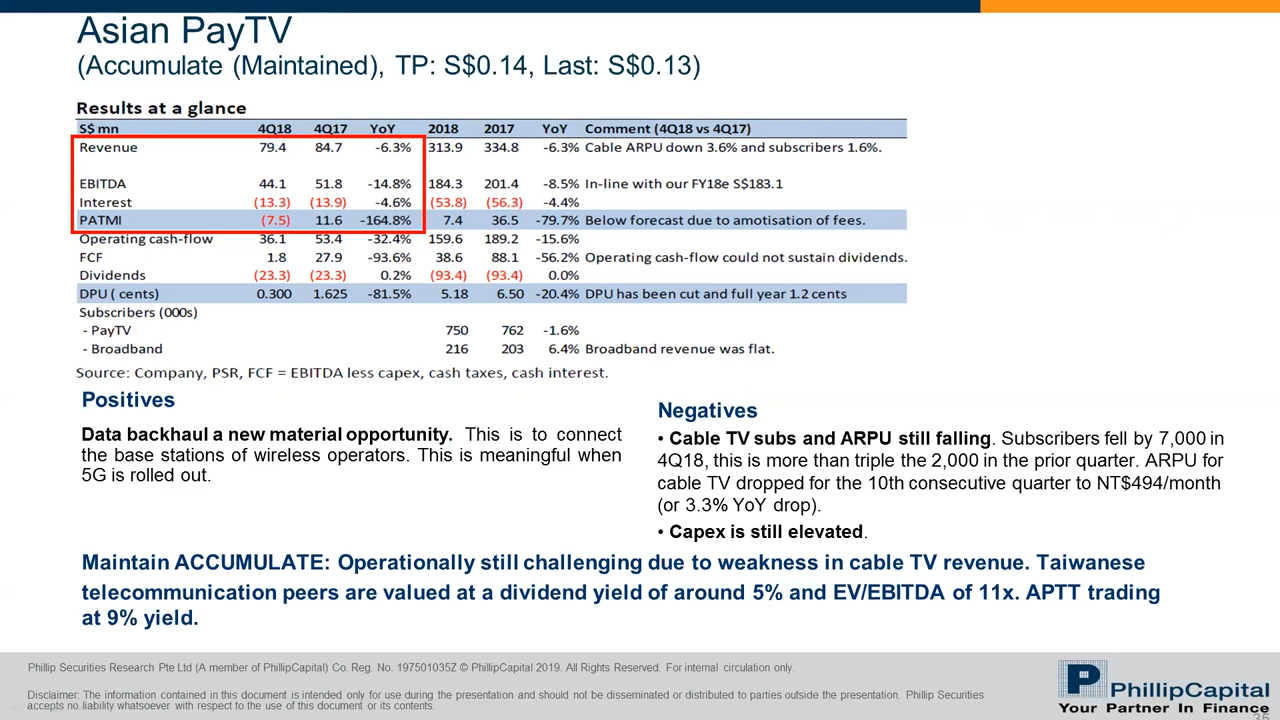 Asian PayTV
(Accumulate (Maintained), TP: S$0.14, Last: S$0.13)
Results at a glance
S$ mn 4Q18 4Q17 YoY 2018 2017 YoY Comment (4Q18 vs 4Q17)
Revenue 79.4 84.7 -6.3% 313.9 334.8 -6.3% Cable ARPU down 3.6% and subscribers 1.6%.
EBITDA 44.1 51.8 -14.8% 184.3 201.4 -8.5% In-line with our FY18e S$183.1
Interest (13.3) (13.9) -4.6% (53.8) (56.3) -4.4%
PATMI (7.5) 11.6 -164.8% 7.4 36.5 -79.7% Below forecast due to amotisation of fees.
Operating cash-flow 36.1 53.4 -32.4% 159.6 189.2 -15.6%
FCF 1.8 27.9 -93.6% 38.6 88.1 -56.2% Operating cash-flow could not sustain dividends.
Dividends (23.3) (23.3) 0.2% (93.4) (93.4) 0.0%
DPU ( cents) 0.300 1.625 -81.5% 5.18 6.50 -20.4% DPU has been cut and full year 1.2 cents
Subscribers (000s)
- PayTV 750 762 -1.6%
- Broadband 216 203 6.4% Broadband revenue was flat.
Source: Company, PSR, FCF = EBITDA less capex, cash taxes, cash interest.
Positives
Data backhaul a new material opportunity. This is to connect
the base stations of wireless operators. This is meaningful when
5G is rolled out.
Negatives
• Cable TV subs and ARPU still falling. Subscribers fell by 7,000 in
4Q18, this is more than triple the 2,000 in the prior quarter. ARPU for
cable TV dropped for the 10th consecutive quarter to NT$494/month
(or 3.3% YoY drop).
• Capex is still elevated.
Maintain ACCUMULATE: Operationally still challenging due to weakness in cable TV revenue. Taiwanese
telecommunication peers are valued at a dividend yield of around 5% and EV/EBITDA of 11x. APTT trading
at 9% yield.
Phillip Securities Research Pte Ltd (A member of PhillipCapital) Co. Reg. No. 197501035Z © PhillipCapital 2019. All Rights Reserved. For internal circulation only.
Disclaimer: The information contained in this document is intended only for use during the presentation and should not be disseminated or distributed to parties outside the presentation. Phillip Securities
accepts no liability whatsoever with respect to the use of this document or its contents.
PhillipCapital
Your Partner In Finance
35